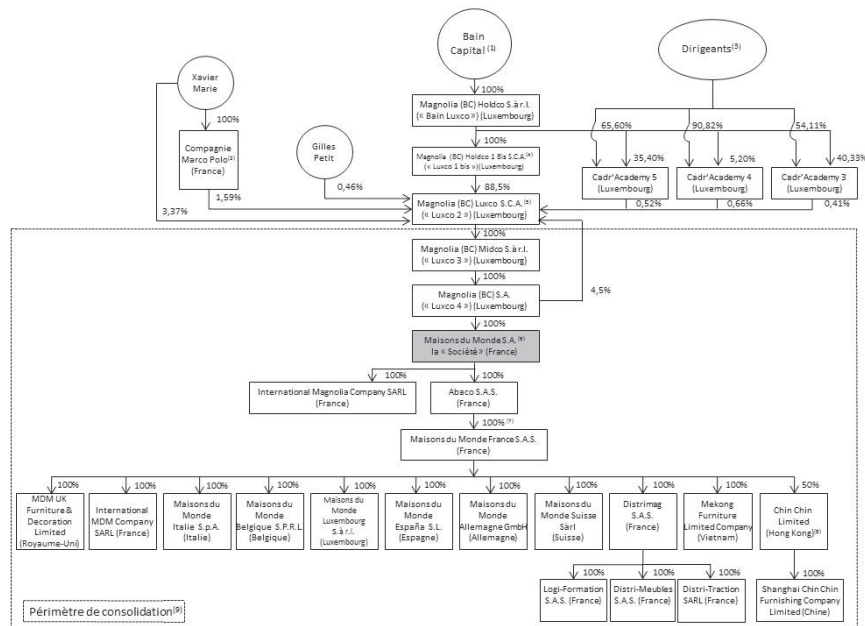 Bain
Capital (1)
Dirigeants(3)
Xavier
Marie
100%
Magnolia (BC) Holdco S.à r.l.
(« Bain Luxco ») (Luxembourg)
100%
65,60%
90,82%
54,11%
Compagnie
Marco Polo(2)
(France)
Gilles
Petit
100%
Magnolia (BC) Holdco 1 Bis S.C.A.(4)
(« Luxco 1 bis ») (Luxembourg)
35,40%
5,20%
40,33%
Cadr'Academy 5
(Luxembourg)
Cadr'Academy 4
(Luxembourg)
Cadr'Academy 3
(Luxembourg)
0,46%
88,5%
1,59%
3,37%
Magnolia (BC) Luxco S.C.A.(5)
(« Luxco 2 ») (Luxembourg)
0,52%
0,66%
0,41%
100%
Magnolia (BC) Midco S.à r.l.
(« Luxco 3 ») (Luxembourg)
100%
Magnolia (BC) S.A.
(« Luxco 4 ») (Luxembourg)
4,5%
100%
Maisons du Monde S.A.(6)
la « Société » (France)
100%
100%
International Magnolia Company SARL
(France)
Abaco S.A.S.
(France)
100%(7)
Maisons du Monde France S.A.S.
(France)
100%
100%
100%
100%
100%
100%
100%
100%
100%
100%
50%
MDM UK
Furniture &
Decoration
Limited
(Royaume-Uni)
International
MDM Company
SARL (France)
Maisons du
Monde
Italie S.p.A.
(Italie)
Maisons du
Monde
Belgique S.P.R.L
(Belgique)
Maisons du
Monde
Luxembourg
S.à r.l.
(Luxembourg)
Maisons du
Monde
España S.L.
(Espagne)
Maisons du
Monde
Allemagne GmbH
(Allemagne)
Maisons du
Monde Suisse
Sàrl
(Suisse)
Distrimag
S.A.S.
(France)
Mekong
Furniture
Limited Company
(Vietnam)
Chin Chin
Limited
(Hong Kong)(8)
100%
100%
100%
100%
Logi-Formation
S.A.S. (France)
Distri-Meubles
S.A.S. (France)
Distri-Traction
SARL (France)
Shanghai Chin Chin
Furnishing Company
Limited (Chine)
Périmètre de consolidation(9)